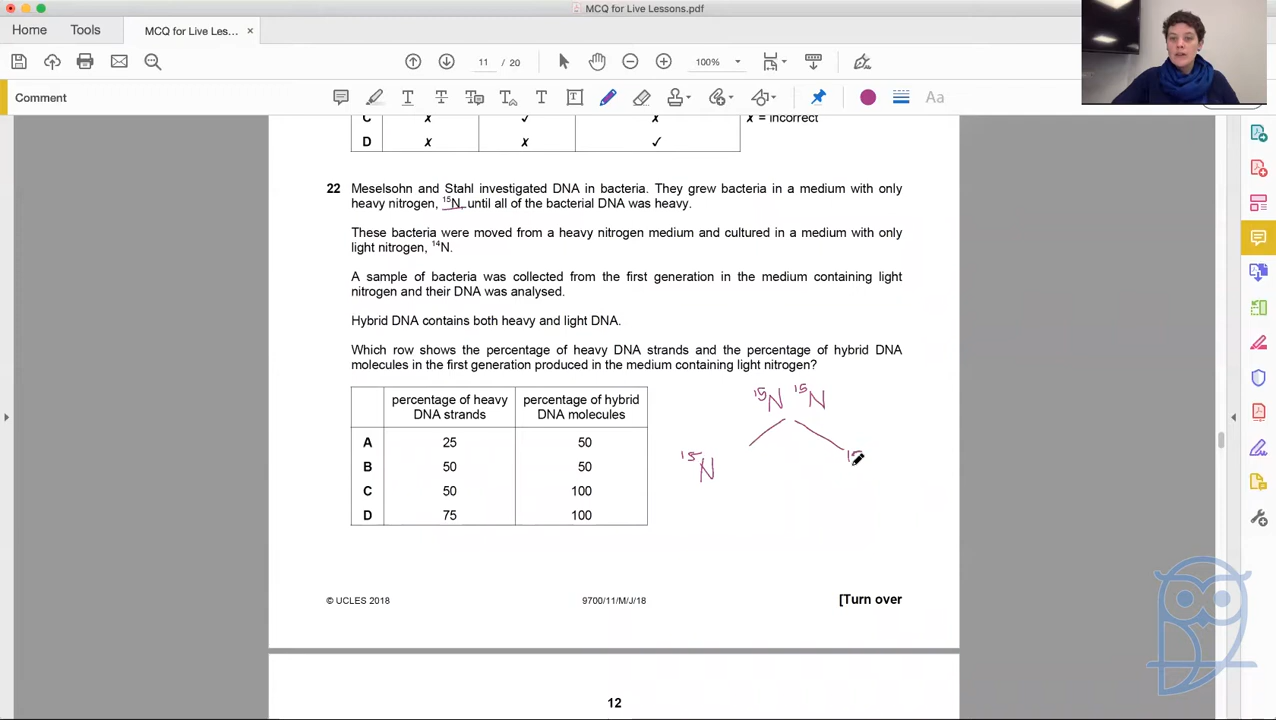 MCQ for Live Lessons.pdf
Home
Tools
MCQ for Live Les...
×
11 / 20
100%
Comment
Aa
C ✗ ✓ ✗ ✗ = incorrect
D ✗ ✗ ✓
22 Meselsohn and Stahl investigated DNA in bacteria. They grew bacteria in a medium with only
heavy nitrogen, ¹⁵N, until all of the bacterial DNA was heavy.
These bacteria were moved from a heavy nitrogen medium and cultured in a medium with only
light nitrogen, ¹⁴N.
A sample of bacteria was collected from the first generation in the medium containing light
nitrogen and their DNA was analysed.
Hybrid DNA contains both heavy and light DNA.
Which row shows the percentage of heavy DNA strands and the percentage of hybrid DNA
molecules in the first generation produced in the medium containing light nitrogen?
percentage of heavy DNA strands
percentage of hybrid DNA molecules
A 25 50
B 50 50
C 50 100
D 75 100
¹⁵N ¹⁵N
¹⁵N ¹⁵
© UCLES 2018
9700/11/M/J/18
[Turn over
12